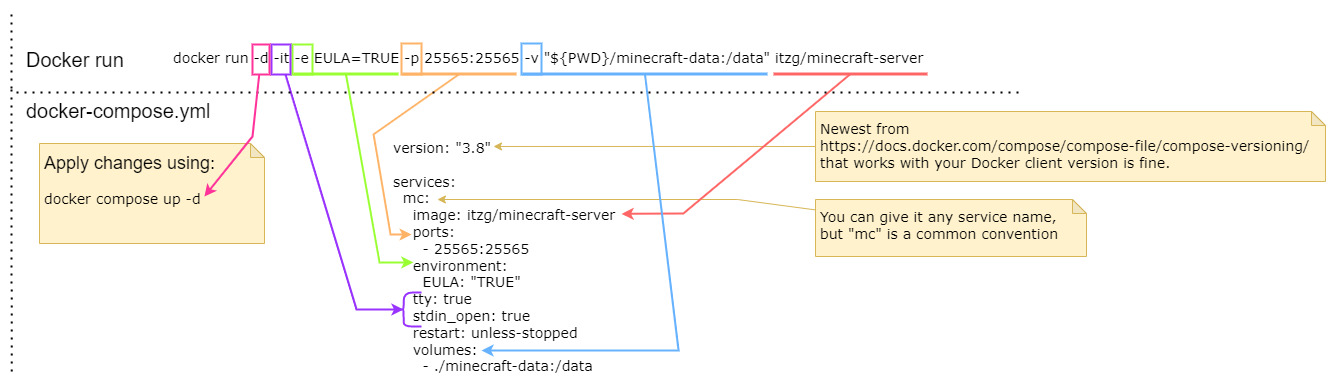 Docker run
docker run -d -it -e EULA=TRUE -p 25565:25565 -v "${PWD}/minecraft-data:/data" itzg/minecraft-server
docker-compose.yml
Apply changes using:
docker compose up -d
version: "3.8"
services:
mc:
image: itzg/minecraft-server
ports:
- 25565:25565
environment:
EULA: "TRUE"
tty: true
stdin_open: true
restart: unless-stopped
volumes:
- ./minecraft-data:/data
Newest from
https://docs.docker.com/compose/compose-file/compose-versioning/
that works with your Docker client version is fine.
You can give it any service name,
but "mc" is a common convention